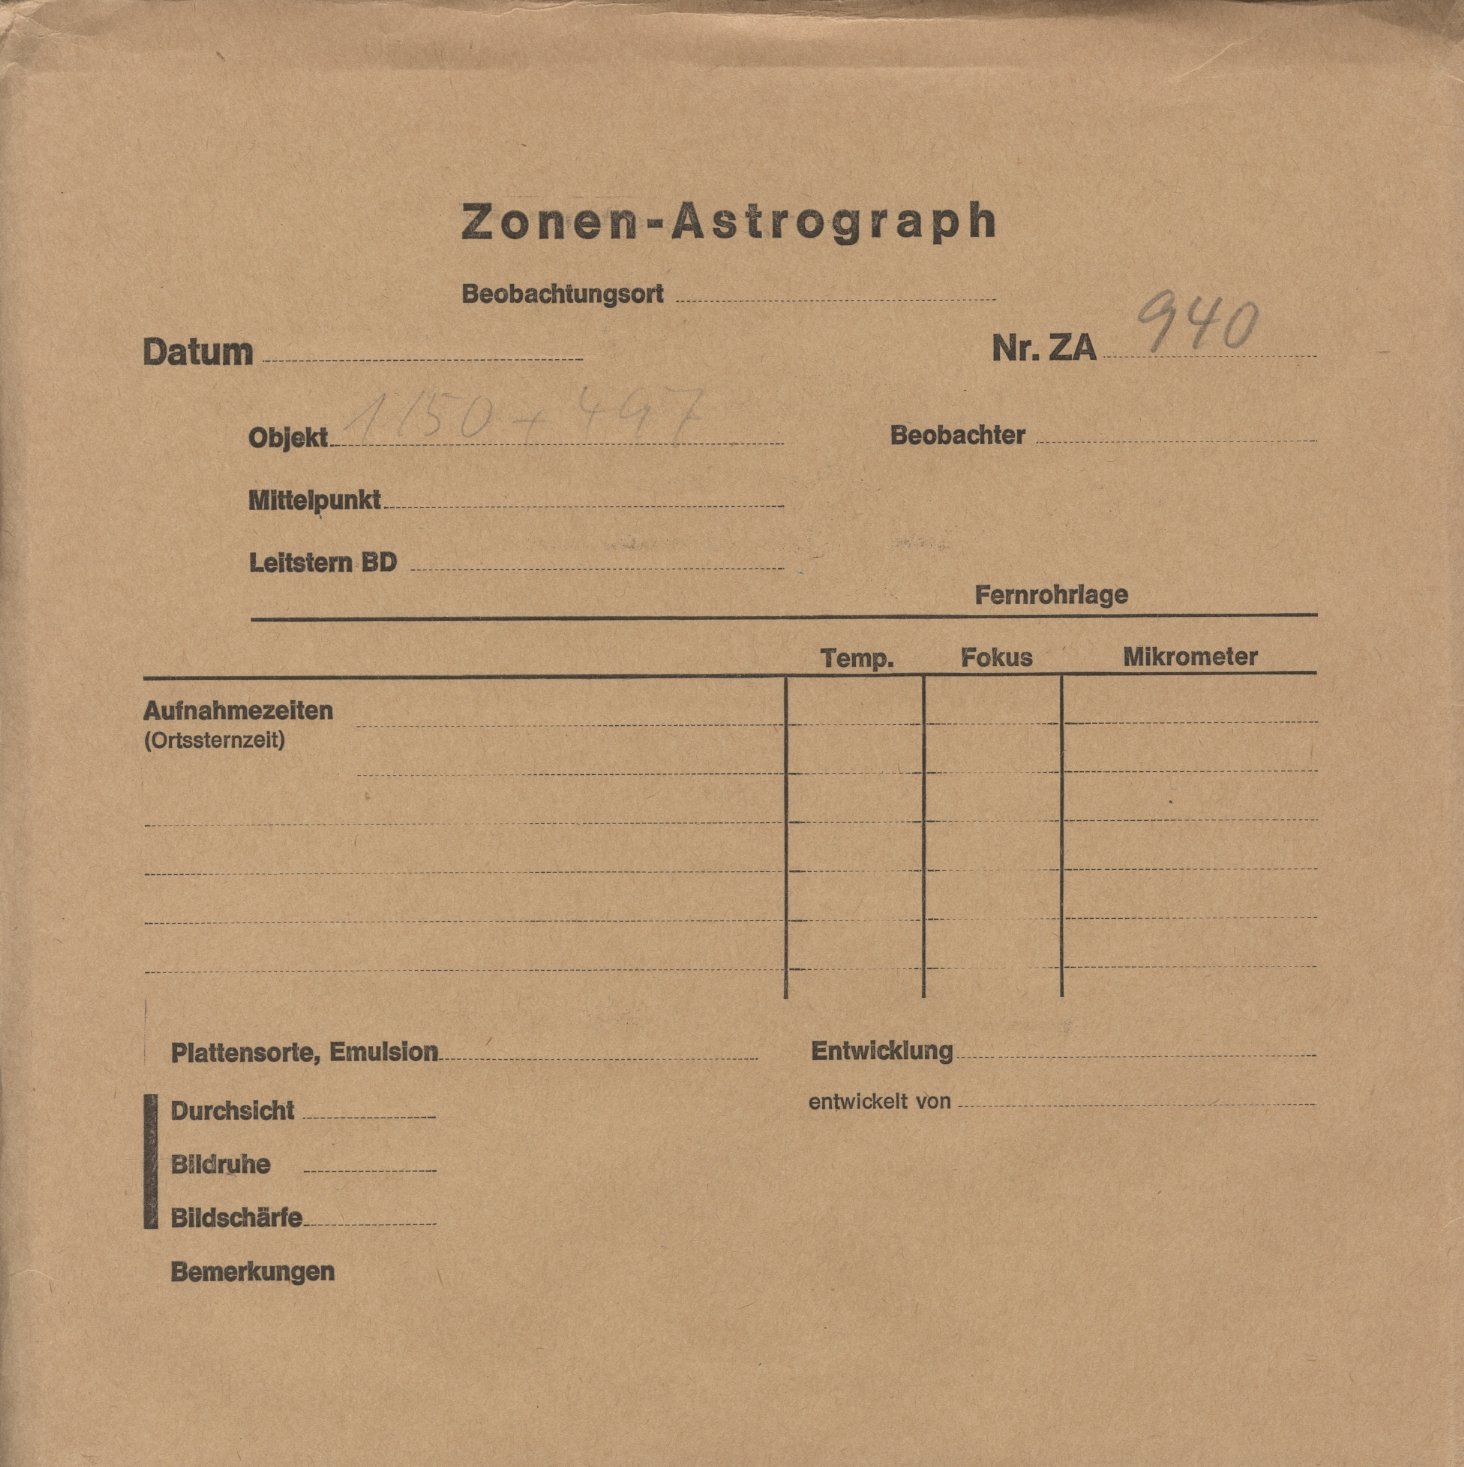 Zonen-Astrograph
Beobachtungsort
Datum
Nr. ZA 940
Objekt 1150 + 497
Beobachter
Mittelpunkt
Leitstern BD
Fernrohrlage
Temp. Fokus Mikrometer
Aufnahmezeiten
(Ortssternzeit)
Plattensorte, Emulsion
Entwicklung
Durchsicht
entwickelt von
Bildruhe
Bildschärfe
Bemerkungen